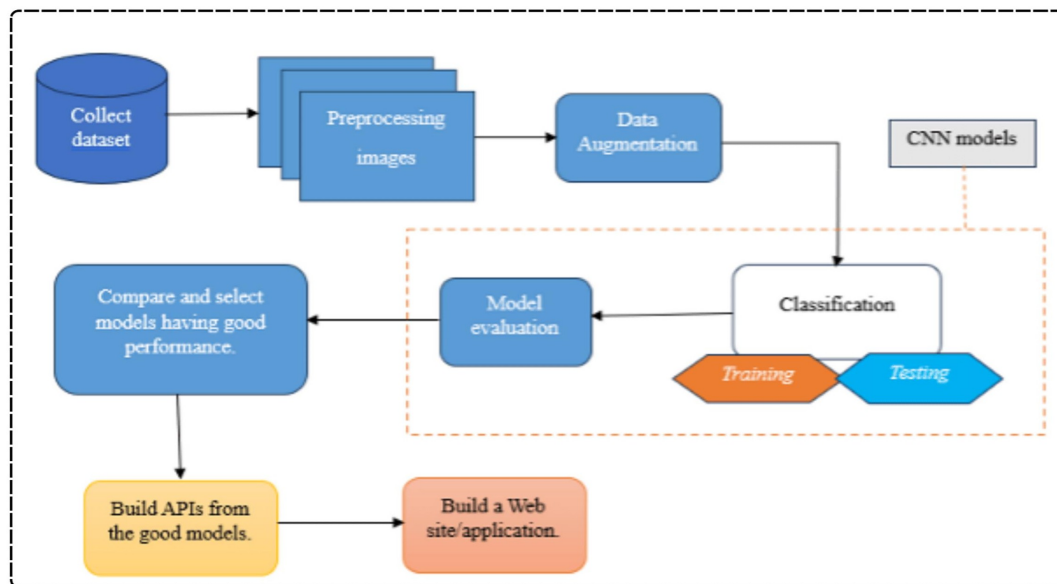 Collect
dataset
Preprocessing
images
Data
Augmentation
CNN models
Classification
Training
Testing
Model
evaluation
Compare and select
models having good
performance.
Build APIs from
the good models.
Build a Web
site/application.